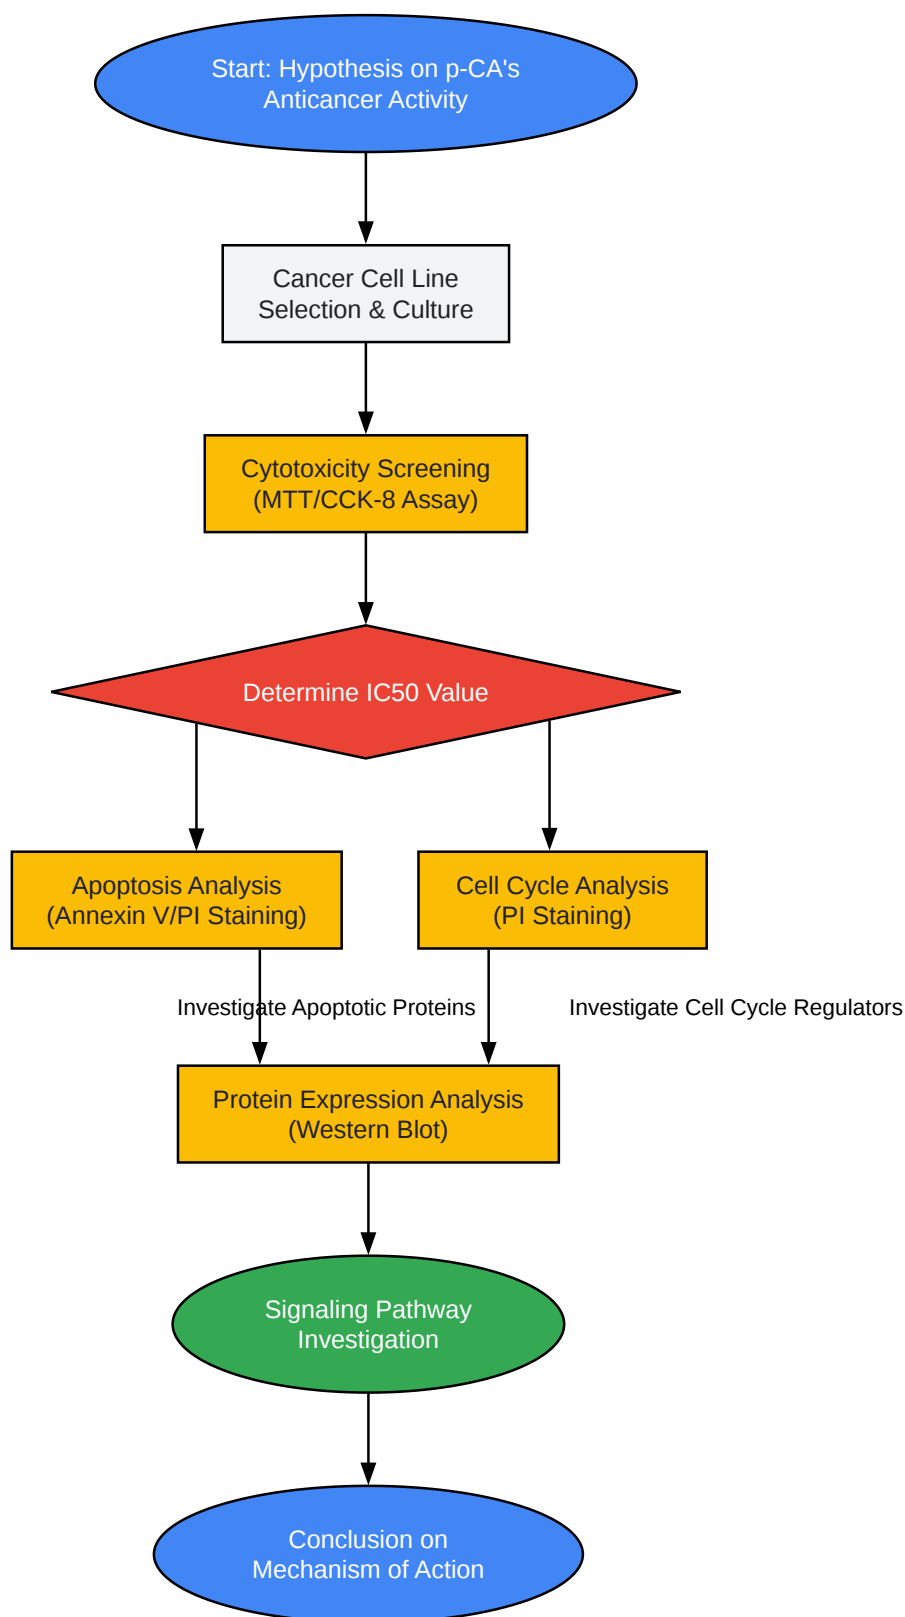 Start: Hypothesis on p-CA's
Anticancer Activity
Cancer Cell Line
Selection & Culture
Cytotoxicity Screening
(MTT/CCK-8 Assay)
Determine IC50 Value
Apoptosis Analysis
(Annexin V/PI Staining)
Cell Cycle Analysis
(PI Staining)
Investigate Apoptotic Proteins
Investigate Cell Cycle Regulators
Protein Expression Analysis
(Western Blot)
Signaling Pathway
Investigation
Conclusion on
Mechanism of Action